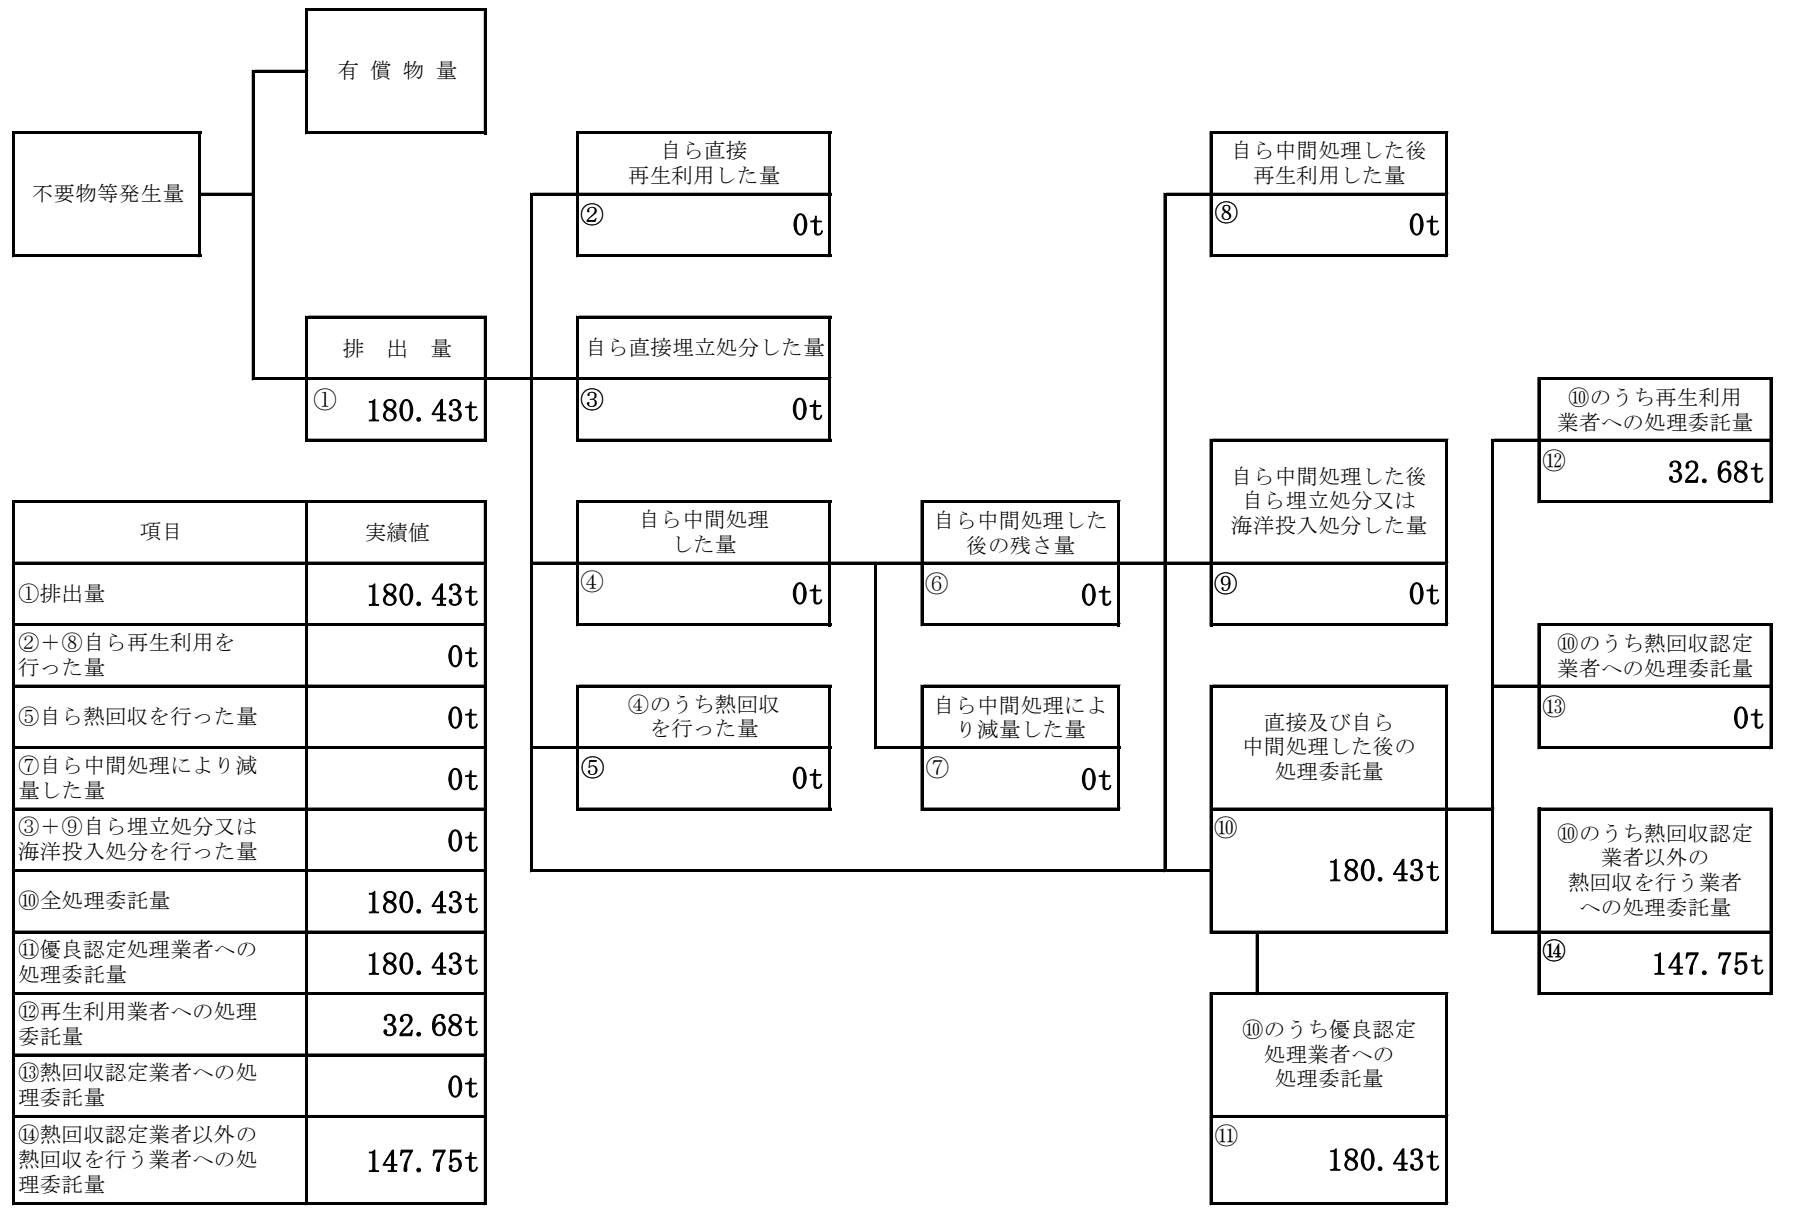 有 償 物 量
不要物等発生量
排 出 量
①
180.43t
自ら直接
再生利用した量
②
0t
自ら直接埋立処分した量
③
0t
自ら中間処理
した量
④
0t
④のうち熱回収
を行った量
⑤
0t
自ら中間処理した
後の残さ量
⑥
0t
自ら中間処理によ
り減量した量
⑦
0t
自ら中間処理した後
再生利用した量
⑧
0t
自ら中間処理した後
自ら埋立処分又は
海洋投入処分した量
⑨
0t
直接及び自ら
中間処理した後の
処理委託量
⑩
180.43t
⑩のうち優良認定
処理業者への
処理委託量
⑪
180.43t
⑩のうち再生利用
業者への処理委託量
⑫
32.68t
⑩のうち熱回収認定
業者への処理委託量
⑬
0t
⑩のうち熱回収認定
業者以外の
熱回収を行う業者
への処理委託量
⑭
147.75t
項目 実績値
①排出量 180.43t
②+⑧自ら再生利用を
行った量
0t
⑤自ら熱回収を行った量 0t
⑦自ら中間処理により減
量した量
0t
③+⑨自ら埋立処分又は
海洋投入処分を行った量
0t
⑩全処理委託量 180.43t
⑪優良認定処理業者への
処理委託量
180.43t
⑫再生利用業者への処理
委託量
32.68t
⑬熱回収認定業者への処
理委託量
0t
⑭熱回収認定業者以外の
熱回収を行う業者への処
理委託量
147.75t